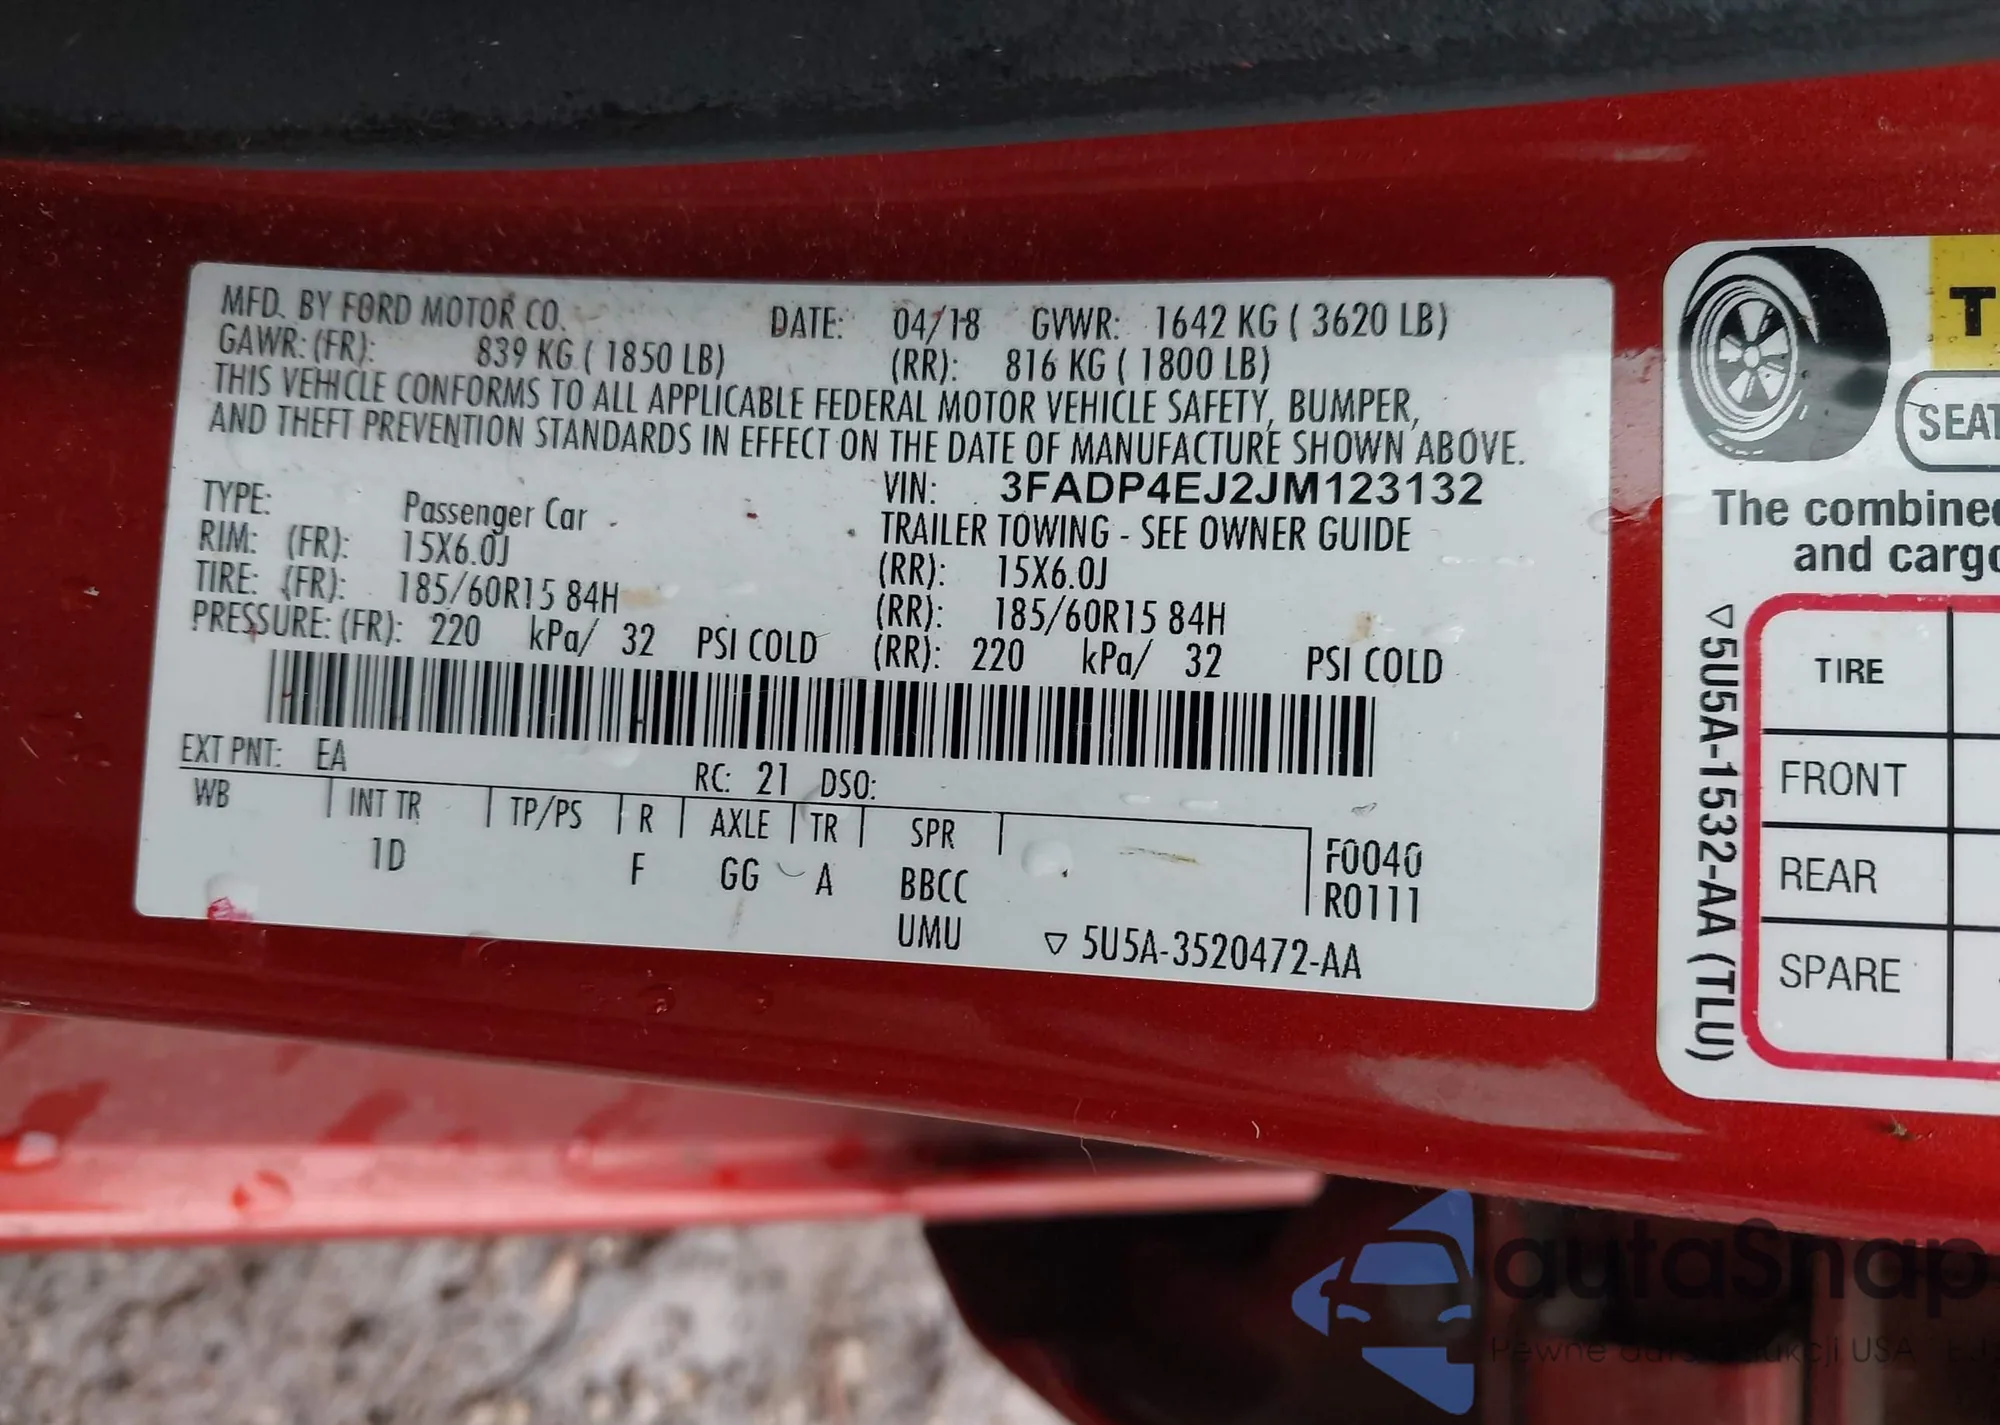 MFD. BY FORD MOTOR CO. DATE: 04/18 GVWR: 1642 KG ( 3620 LB)
GAWR: (FR): 839 KG ( 1850 LB) (RR): 816 KG ( 1800 LB)
THIS VEHICLE CONFORMS TO ALL APPLICABLE FEDERAL MOTOR VEHICLE SAFETY, BUMPER,
AND THEFT PREVENTION STANDARDS IN EFFECT ON THE DATE OF MANUFACTURE SHOWN ABOVE.
VIN: 3FADP4EJ2JM123132
TYPE: Passenger Car TRAILER TOWING - SEE OWNER GUIDE
RIM: (FR): 15X6.0J (RR): 15X6.0J
TIRE: (FR): 185/60R15 84H (RR): 185/60R15 84H
PRESSURE: (FR): 220 kPa/ 32 PSI COLD (RR): 220 kPa/ 32 PSI COLD
EXT PNT: EA RC: 21 DSO:
WB INT TR TP/PS R AXLE TR SPR F0040
1D F GG A BBCC R0111
UMU ▽ 5U5A-3520472-AA
T
SEAT
The combined
and cargo
▽5U5A-1532-AA (TLU)
TIRE
FRONT
REAR
SPARE
autaSnap
Pewne auta USA